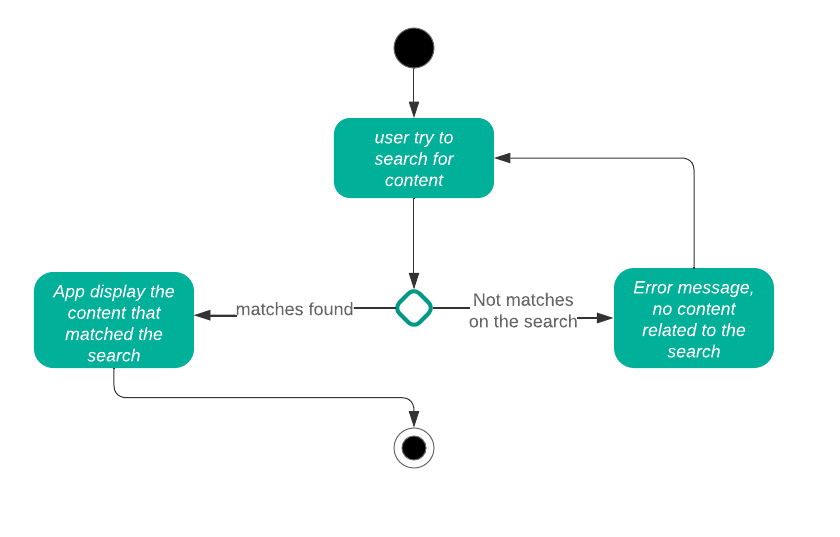 user try to
search for
content
matches found
Not matches
on the search
App display the
content that
matched the
search
Error message,
no content
related to the
search